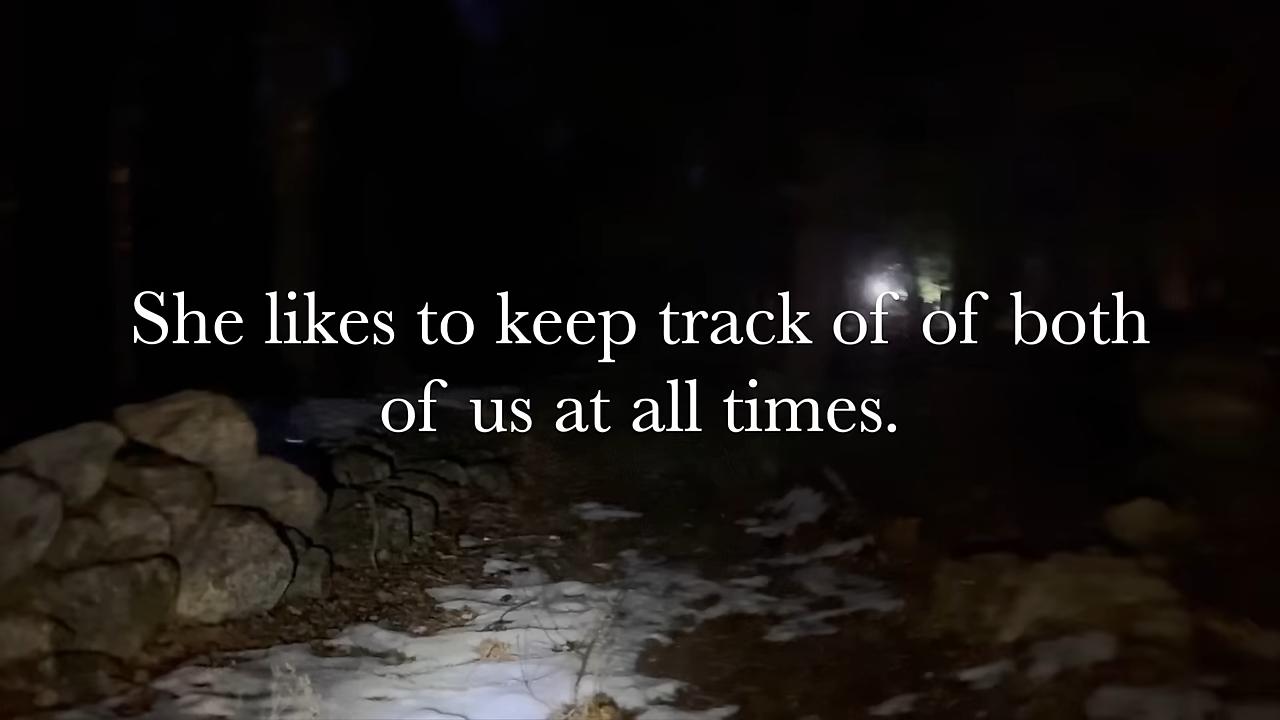 She likes to keep track of of both
of us at all times.